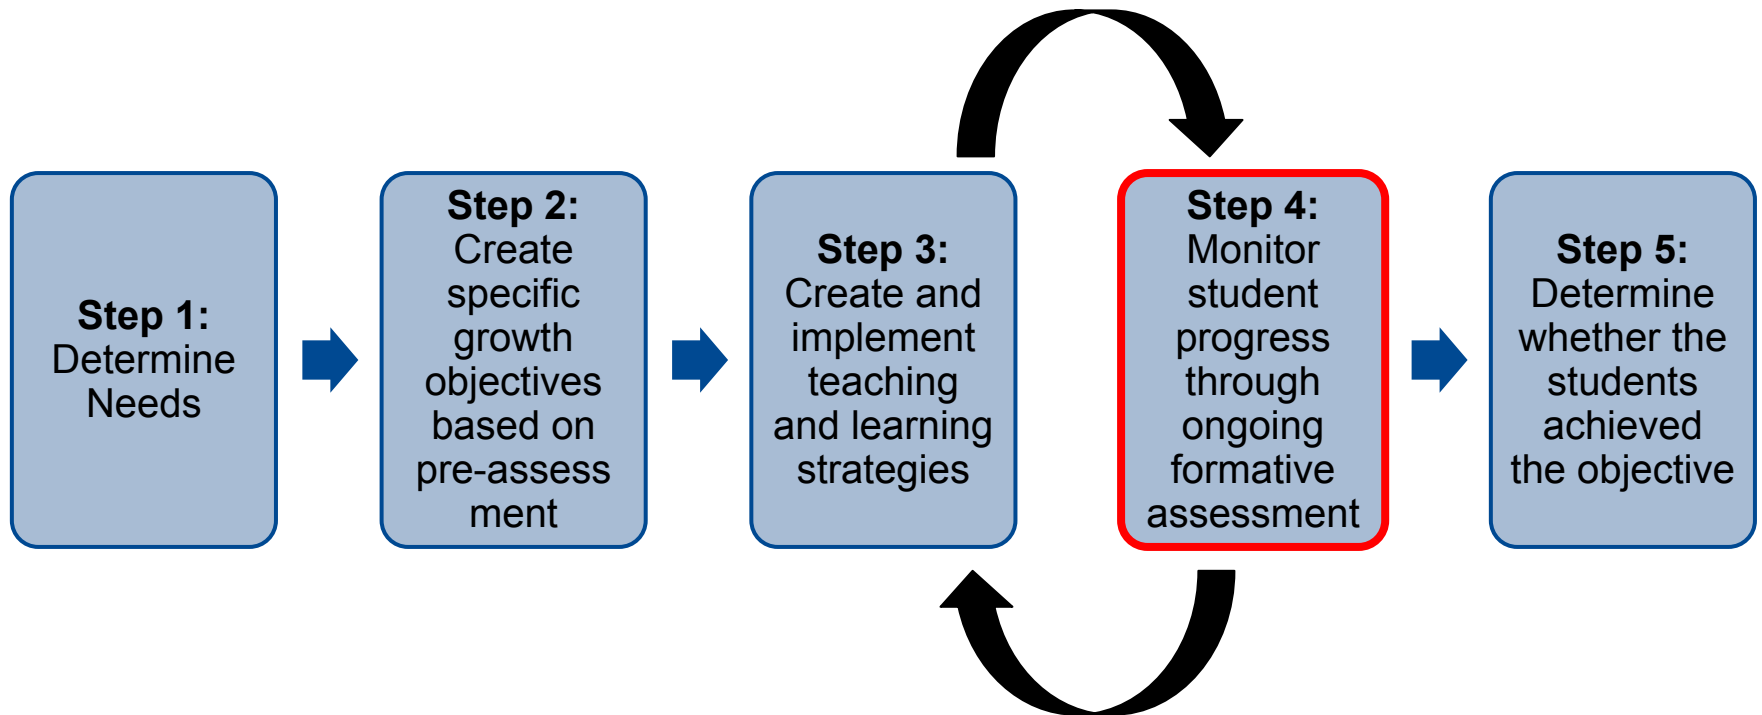 Step 1:
Determine
Needs
Step 2:
Create
specific
growth
objectives
based on
pre-assess
ment
Step 3:
Create and
implement
teaching
and learning
strategies
Step 4:
Monitor
student
progress
through
ongoing
formative
assessment
Step 5:
Determine
whether the
students
achieved
the objective